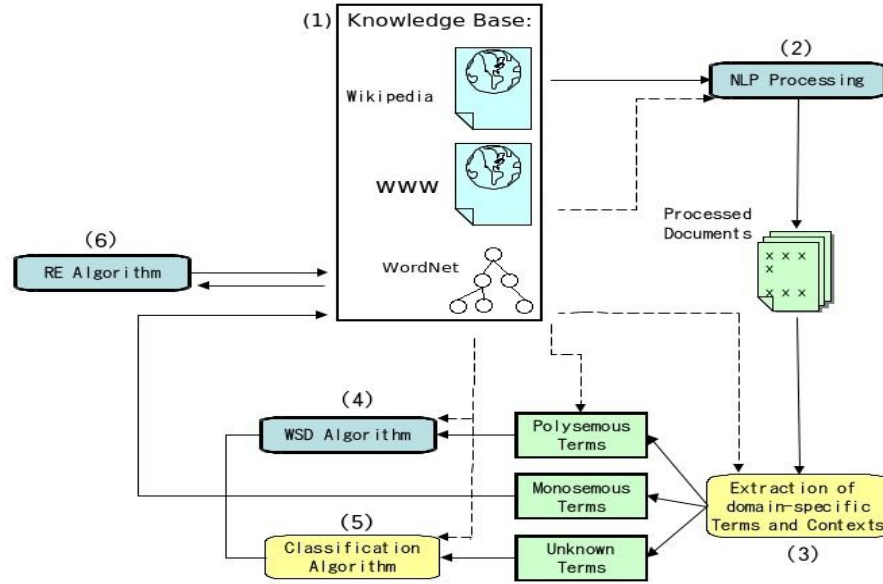 (1) Knowledge Base:
Wikipedia
WWW
WordNet
(2)
NLP Processing
Processed
Documents
x x x
x
x x x
(6)
RE Algorithm
(4)
WSD Algorithm
Polysemous
Terms
Monosemous
Terms
Extraction of
domain-specific
Terms and Contexts
(3)
(5)
Classification
Algorithm
Unknown
Terms